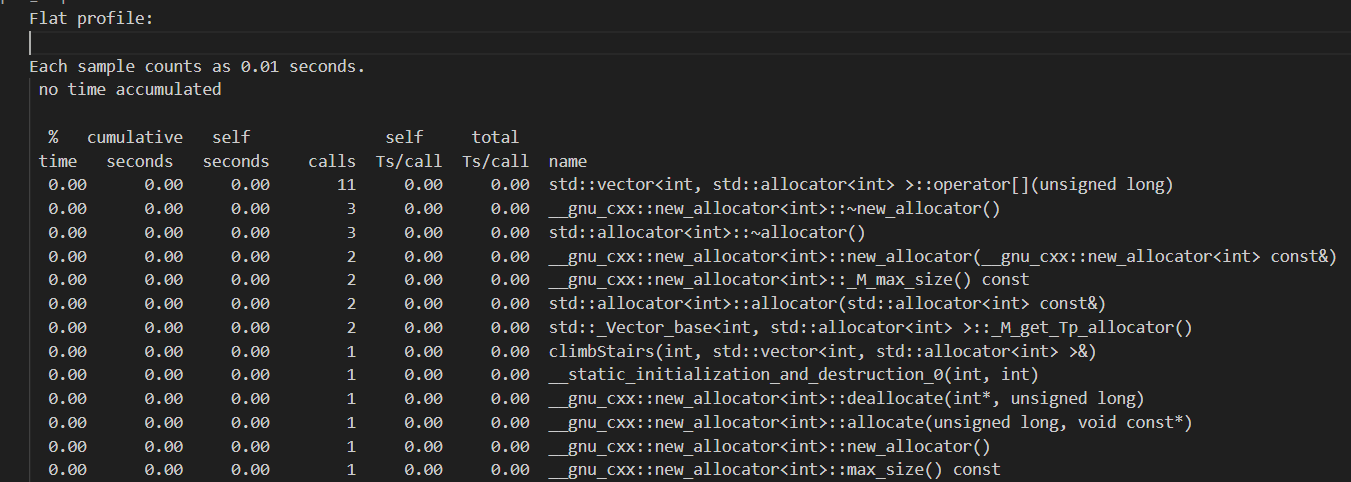 Flat profile:
Each sample counts as 0.01 seconds.
no time accumulated
% cumulative self self total
time seconds seconds calls Ts/call Ts/call name
0.00 0.00 0.00 11 0.00 0.00 std::vector<int, std::allocator<int> >::operator[](unsigned long)
0.00 0.00 0.00 3 0.00 0.00 __gnu_cxx::new_allocator<int>::~new_allocator()
0.00 0.00 0.00 3 0.00 0.00 std::allocator<int>::~allocator()
0.00 0.00 0.00 2 0.00 0.00 __gnu_cxx::new_allocator<int>::new_allocator(__gnu_cxx::new_allocator<int> const&)
0.00 0.00 0.00 2 0.00 0.00 __gnu_cxx::new_allocator<int>::_M_max_size() const
0.00 0.00 0.00 2 0.00 0.00 std::allocator<int>::allocator(std::allocator<int> const&)
0.00 0.00 0.00 2 0.00 0.00 std::_Vector_base<int, std::allocator<int> >::_M_get_Tp_allocator()
0.00 0.00 0.00 1 0.00 0.00 climbStairs(int, std::vector<int, std::allocator<int> >&)
0.00 0.00 0.00 1 0.00 0.00 __static_initialization_and_destruction_0(int, int)
0.00 0.00 0.00 1 0.00 0.00 __gnu_cxx::new_allocator<int>::deallocate(int*, unsigned long)
0.00 0.00 0.00 1 0.00 0.00 __gnu_cxx::new_allocator<int>::allocate(unsigned long, void const*)
0.00 0.00 0.00 1 0.00 0.00 __gnu_cxx::new_allocator<int>::new_allocator()
0.00 0.00 0.00 1 0.00 0.00 __gnu_cxx::new_allocator<int>::max_size() const